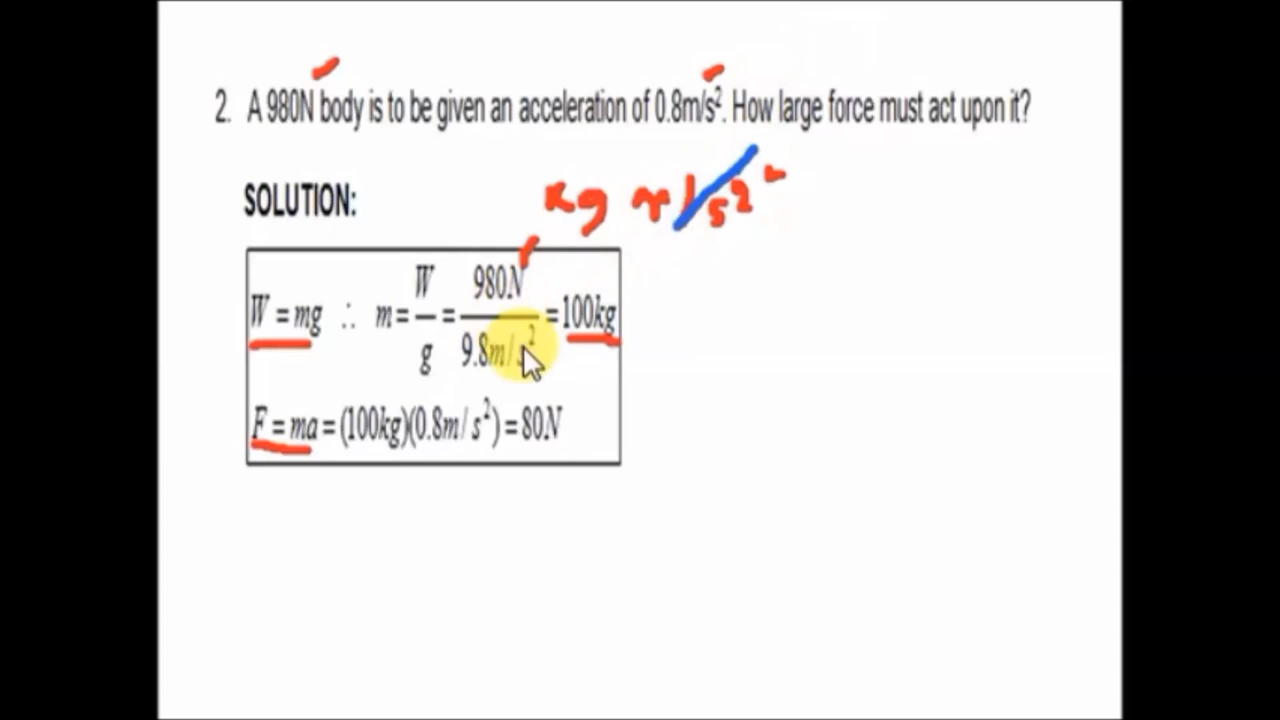 2. A 980N body is to be given an acceleration of 0.8m/s². How large force must act upon it?
SOLUTION:
kg m/s²
W = mg ∴ m = W/g = 980N/9.8m/s² = 100kg
F = ma = (100kg)(0.8m/s²) = 80N